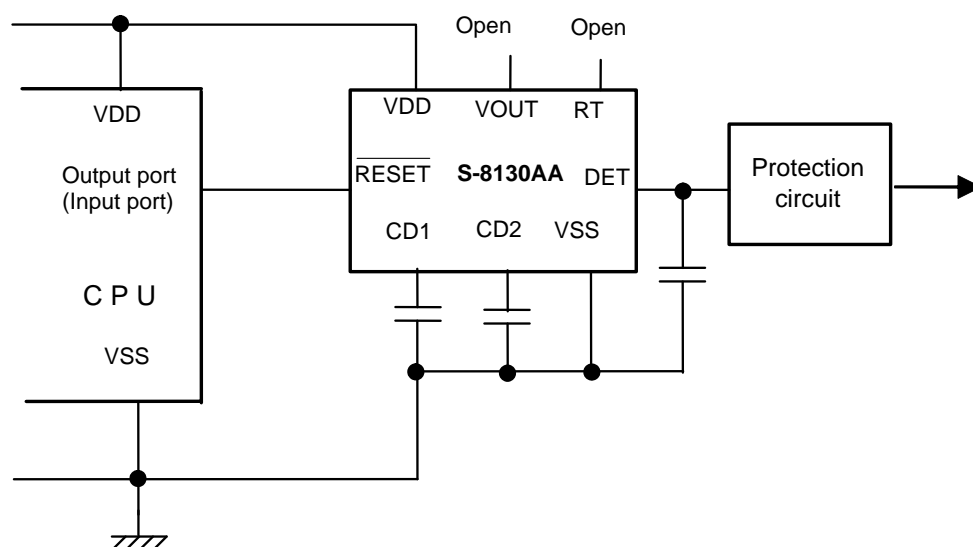 Open
Open
VDD
VDD
VOUT
RT
Output port
(Input port)
RESET
S-8130AA
DET
Protection
circuit
CD1
CD2
VSS
C P U
VSS